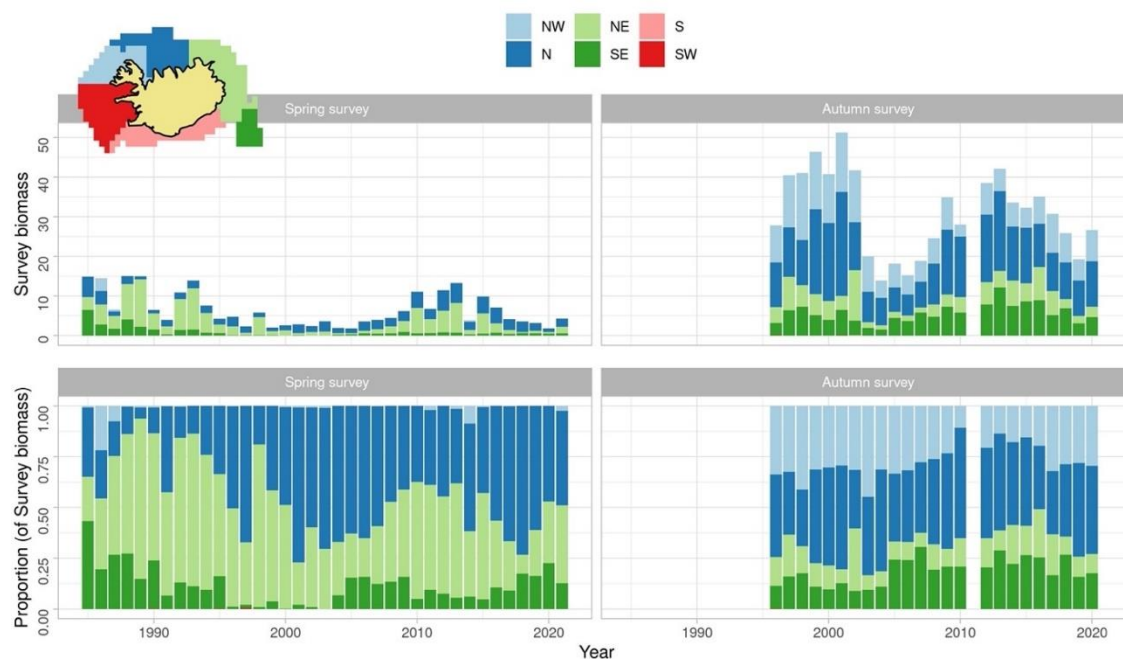 NW NE S
N SE SW
Spring survey Autumn survey
Survey biomass
50
40
30
20
10
0
Spring survey Autumn survey
Proportion (of Survey biomass)
1.00
0.75
0.50
0.25
0.00
1990 2000 2010 2020 1990 2000 2010 2020
Year